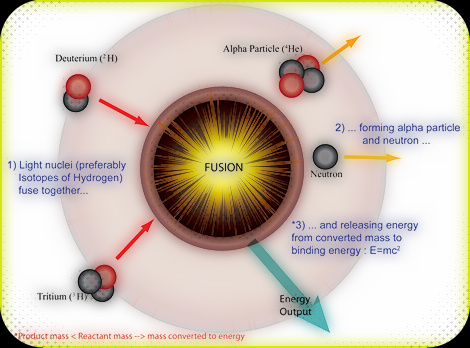 Deuterium (²H)
Alpha Particle (⁴He)
2) ... forming alpha particle
and neutron ...
FUSION
1) Light nuclei (preferably
Isotopes of Hydrogen)
fuse together...
Neutron
*3) ... and releasing energy
from converted mass to
binding energy : E=mc²
Tritium (³H)
Energy
Output
*Product mass < Reactant mass --> mass converted to energy